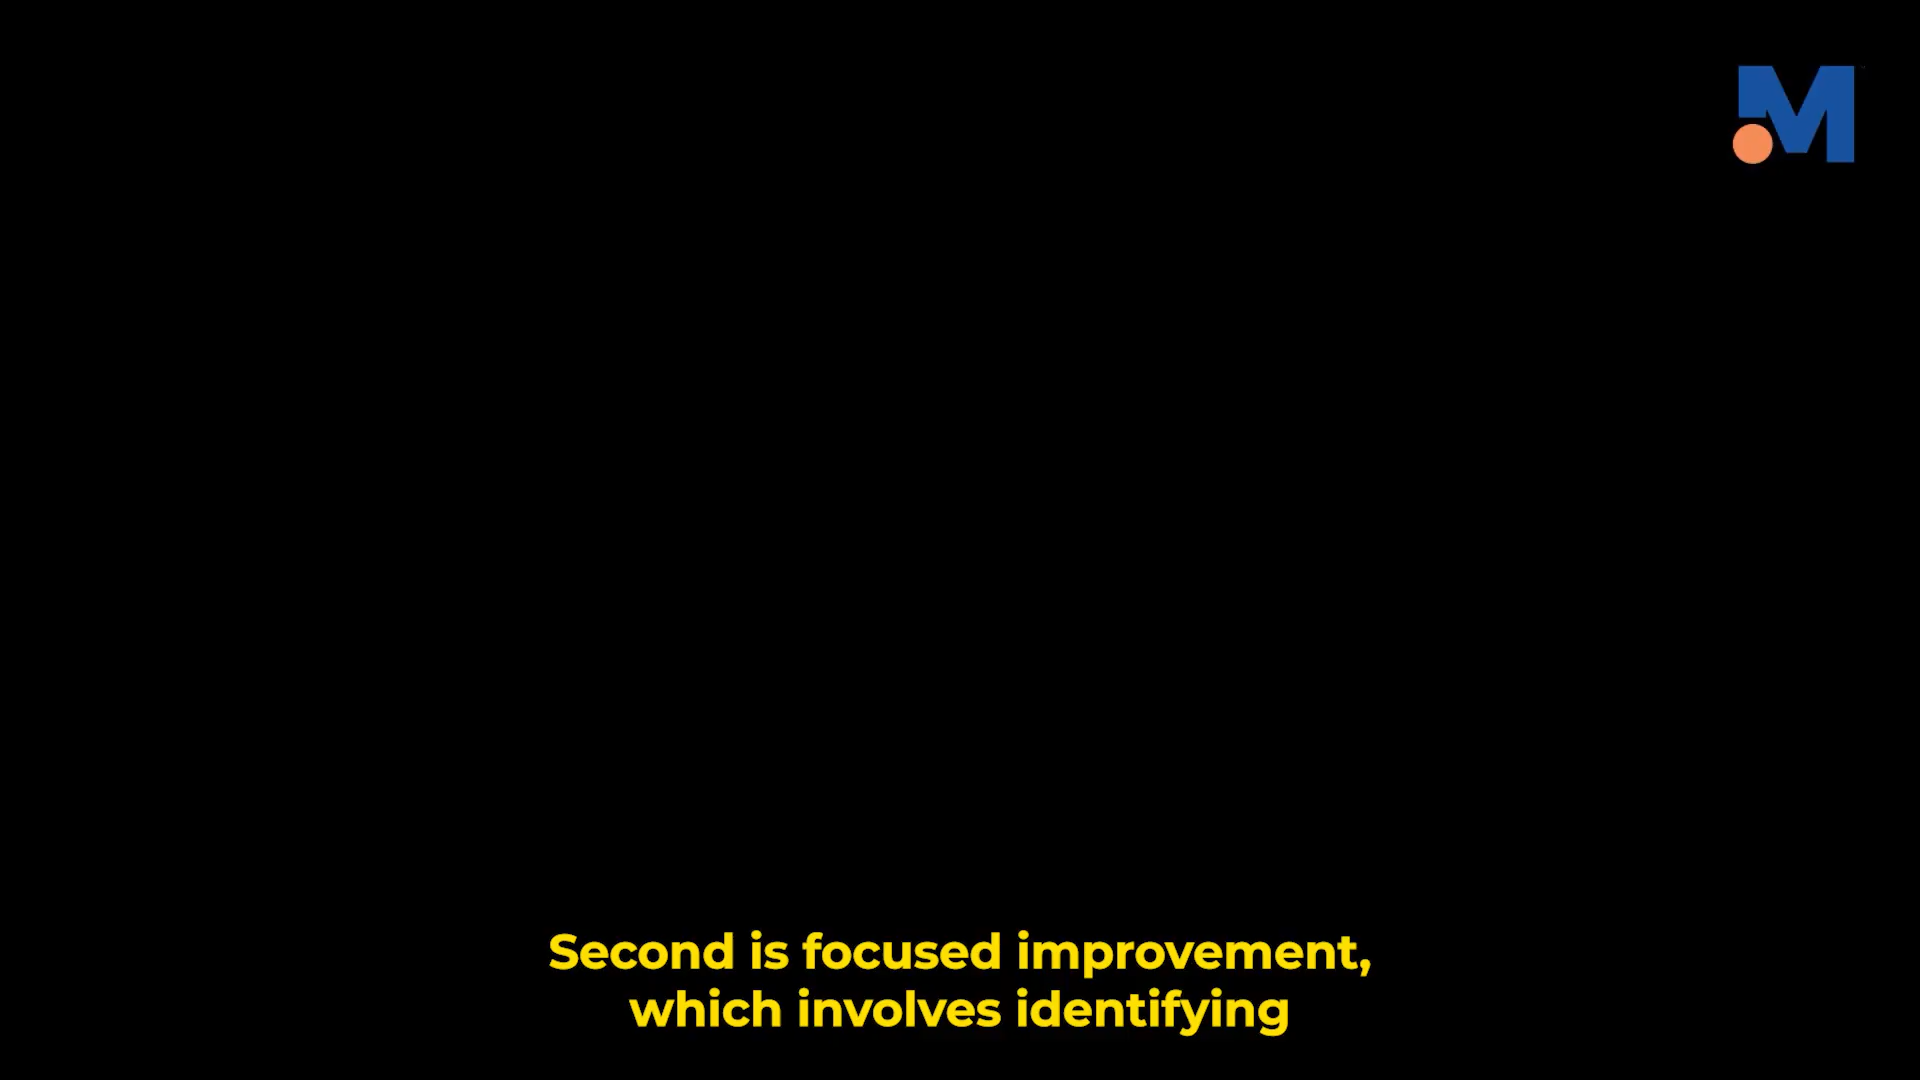 M
Second is focused improvement,
which involves identifying